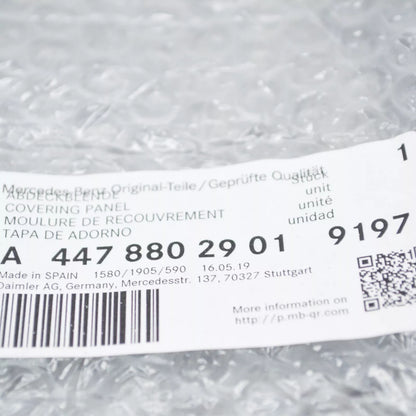 Mercedes Benz Original-Teile/Geprüfte Qualität
ABDECKBLENDE Stück
COVERING PANEL unit
MOULURE DE RECOUVREMENT unité
TAPA DE ADORNO unidad
1
A 447 880 29 01 9197
Made in SPAIN 1580/1905/590 16.05.19
Daimler AG, Germany, Mercedesstr. 137, 70327 Stuttgart
More information on
http://p.mb-qr.com